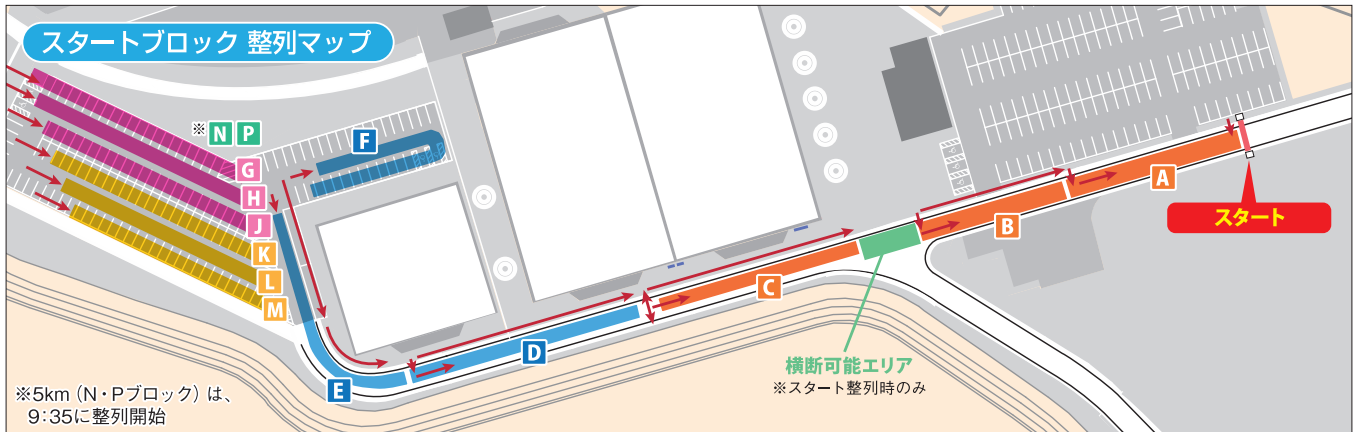 スタートブロック 整列マップ
※ N P
F
G
H
J
K
L
M
A
B
スタート
C
D
E
横断可能エリア
※スタート整列時のみ
※5km(N・Pブロック)は、
9:35に整列開始